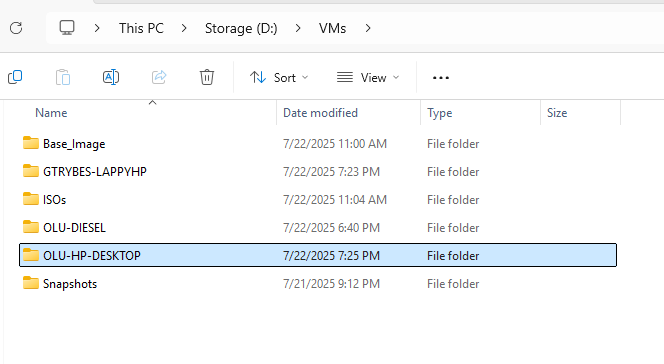 This PC > Storage (D:) > VMs >
Sort View
Name Date modified Type Size
Base_Image 7/22/2025 11:00 AM File folder
GTRYBES-LAPPYHP 7/22/2025 7:23 PM File folder
ISOs 7/22/2025 11:04 AM File folder
OLU-DIESEL 7/22/2025 6:40 PM File folder
OLU-HP-DESKTOP 7/22/2025 7:25 PM File folder
Snapshots 7/21/2025 9:12 PM File folder